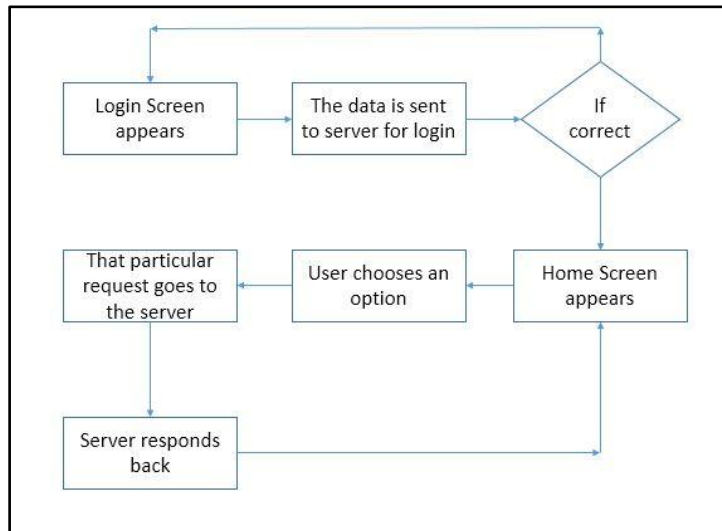 Login Screen
appears
The data is sent
to server for login
If
correct
Home Screen
appears
User chooses an
option
That particular
request goes to
the server
Server responds
back